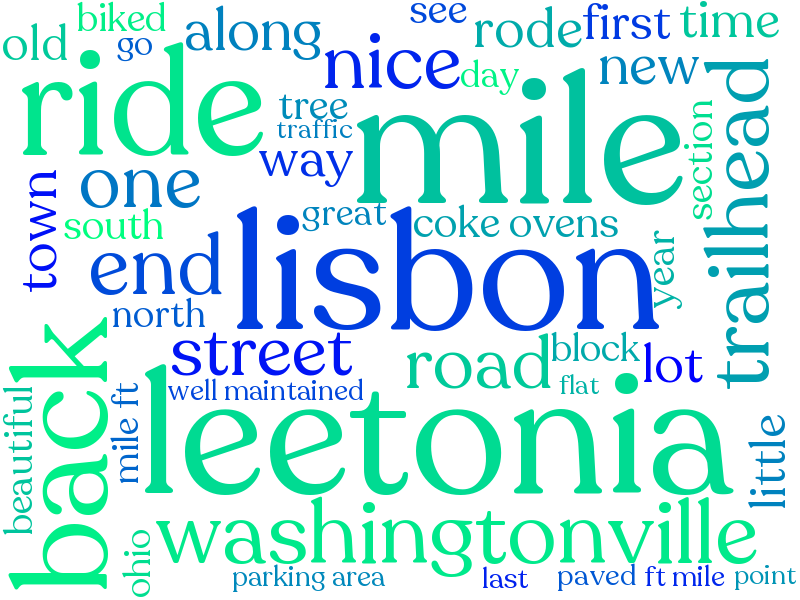 biked
see
old
go
along
rode
first
time
ride
nice
day
new
tree
traffic
mile
trailhead
section
way
one
town
south
great
coke ovens
lisbon
end
year
north
street
road
block
lot
flat
back
well maintained
leetonia
beautiful
mile ft
little
washingtonville
ohio
parking area
last
paved
ft mile
point